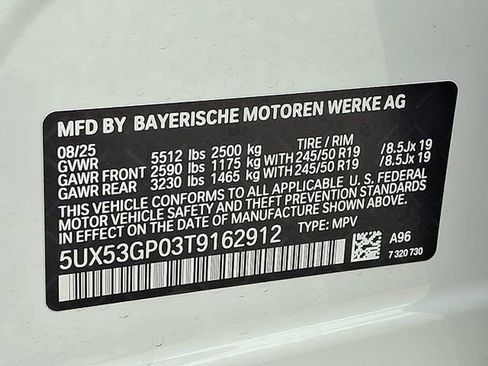 MFD BY BAYERISCHE MOTOREN WERKE AG
08/25 TIRE / RIM
GVWR 5512 lbs 2500 kg
GAWR FRONT 2590 lbs 1175 kg WITH 245/50 R19 /8.5Jx 19
GAWR REAR 3230 lbs 1465 kg WITH 245/50 R19 /8.5Jx 19
THIS VEHICLE CONFORMS TO ALL APPLICABLE U. S. FEDERAL
MOTOR VEHICLE SAFETY AND THEFT PREVENTION STANDARDS
IN EFFECT ON THE DATE OF MANUFACTURE SHOWN ABOVE.
5UX53GP03T9162912 TYPE: MPV
A96
7 320 730